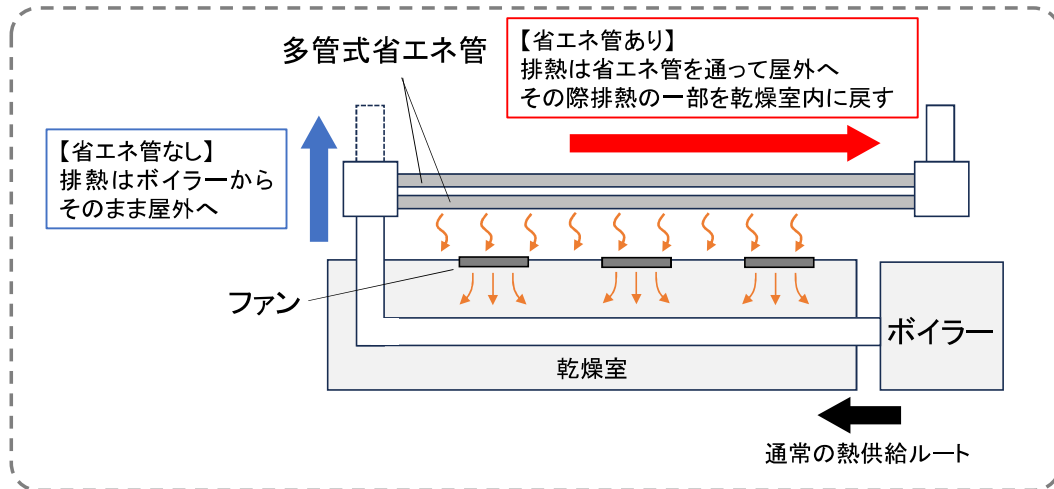 多管式省エネ管
【省エネ管あり】
排熱は省エネ管を通って屋外へ
その際排熱の一部を乾燥室内に戻す
【省エネ管なし】
排熱はボイラーから
そのまま屋外へ
ファン
ボイラー
乾燥室
通常の熱供給ルート